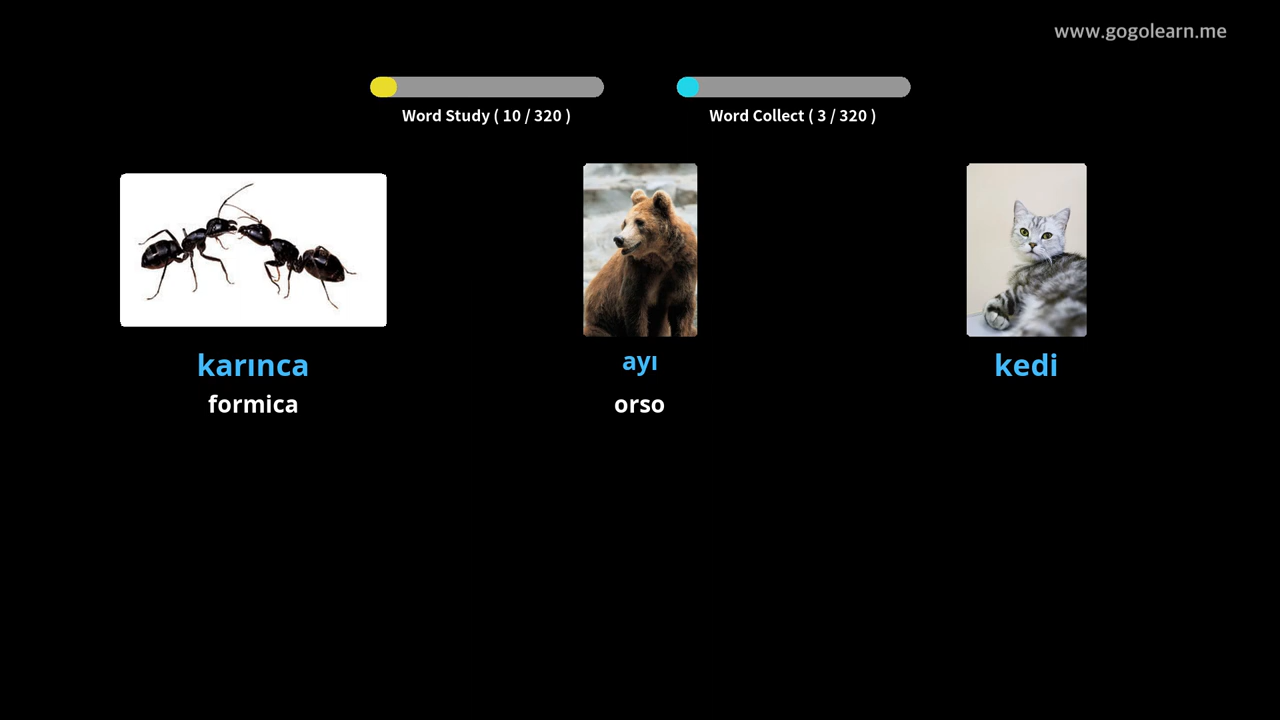 www.gogolearn.me
Word Study ( 10 / 320 )
Word Collect ( 3 / 320 )
karınca
ayı
kedi
formica
orso